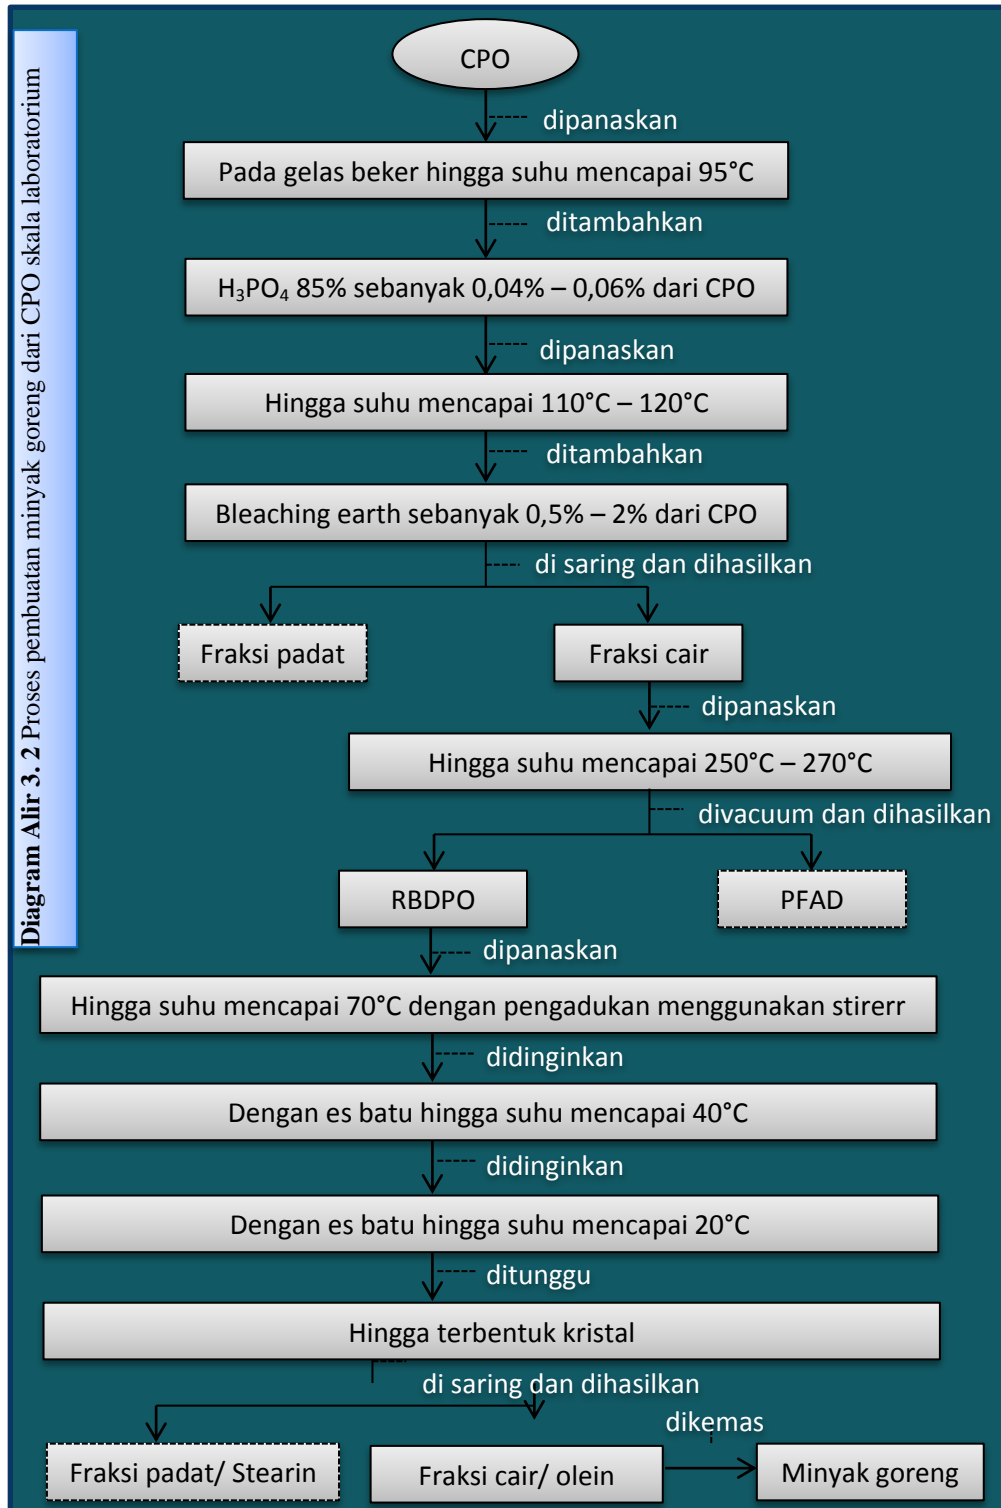 Diagram Alir 3. 2 Proses pembuatan minyak goreng dari CPO skala laboratorium
CPO
dipanaskan
Pada gelas beker hingga suhu mencapai 95°C
ditambahkan
H₃PO₄ 85% sebanyak 0,04% – 0,06% dari CPO
dipanaskan
Hingga suhu mencapai 110°C – 120°C
ditambahkan
Bleaching earth sebanyak 0,5% – 2% dari CPO
di saring dan dihasilkan
Fraksi padat
Fraksi cair
dipanaskan
Hingga suhu mencapai 250°C – 270°C
divacuum dan dihasilkan
RBDPO
PFAD
dipanaskan
Hingga suhu mencapai 70°C dengan pengadukan menggunakan stirerr
didinginkan
Dengan es batu hingga suhu mencapai 40°C
didinginkan
Dengan es batu hingga suhu mencapai 20°C
ditunggu
Hingga terbentuk kristal
di saring dan dihasilkan
Fraksi padat/ Stearin
Fraksi cair/ olein
dikemas
Minyak goreng